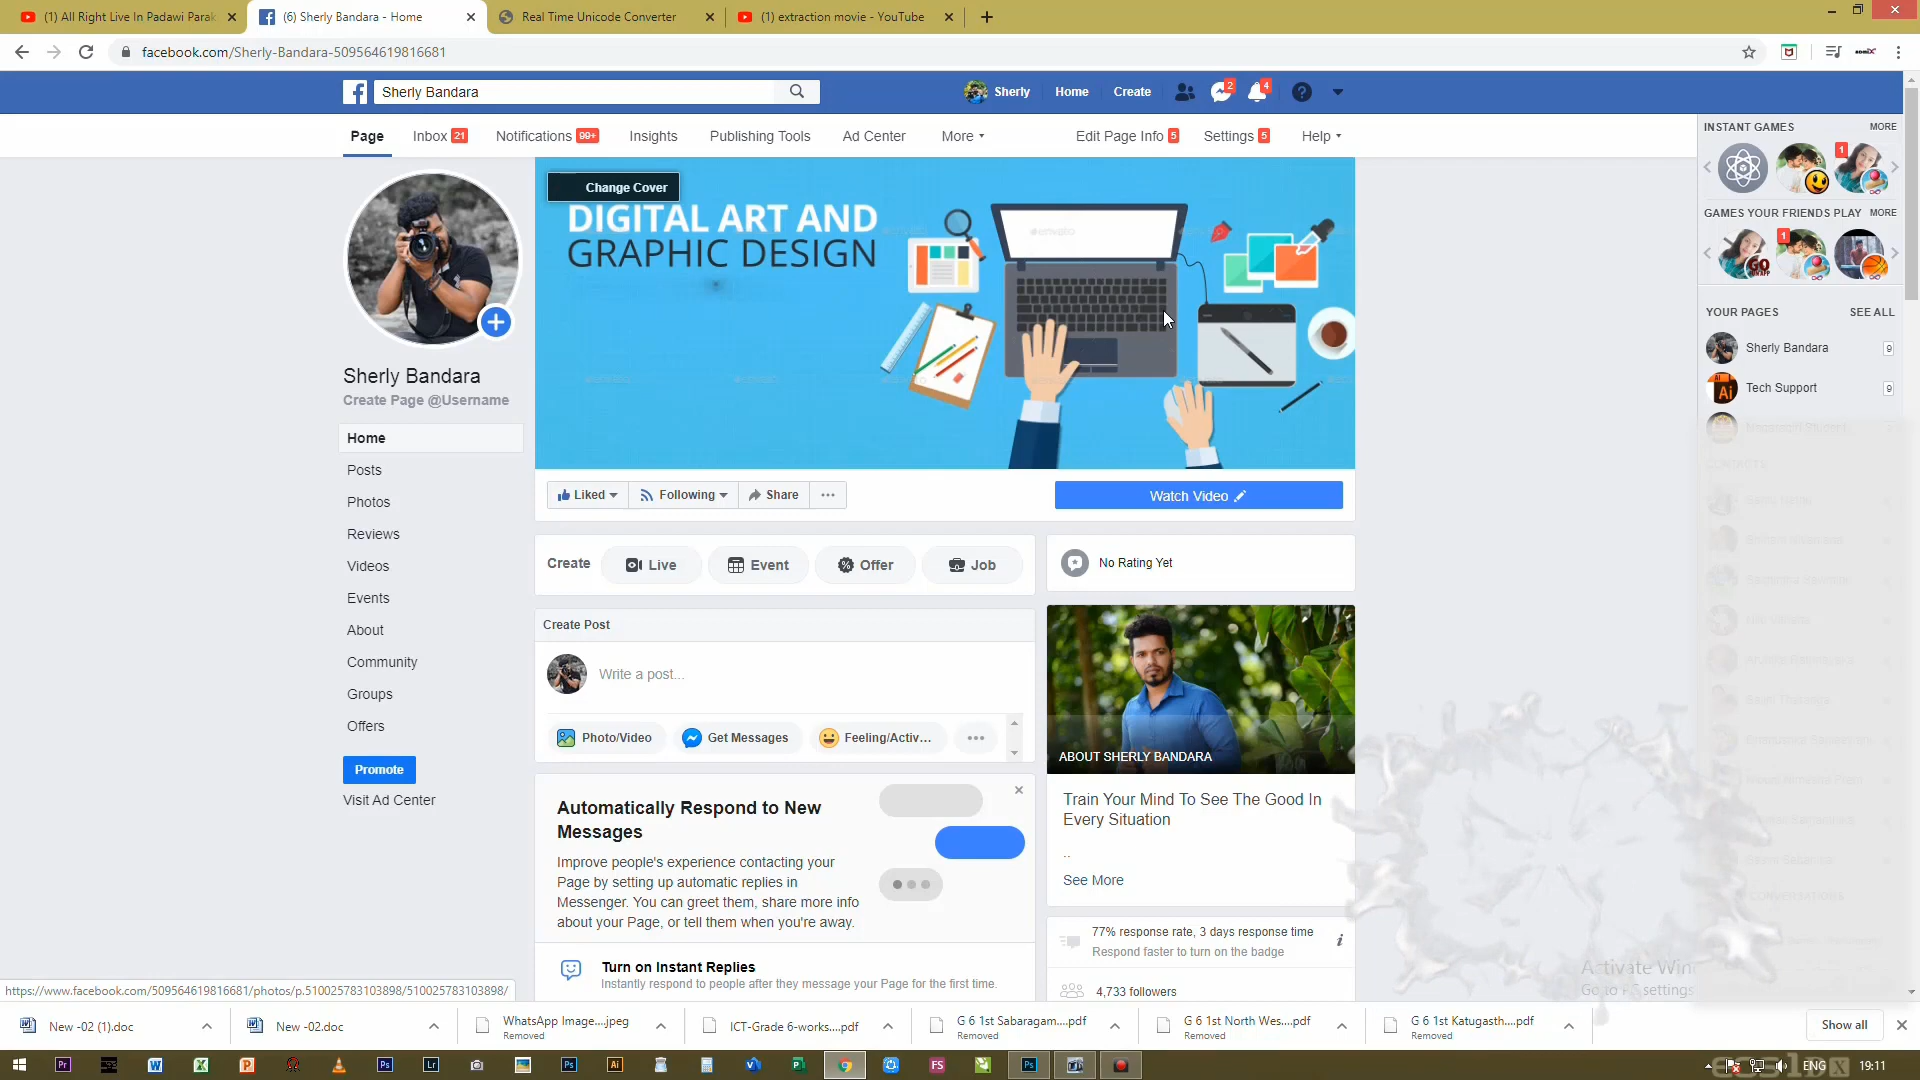 (1) All Right Live In Padawi Parak
(6) Sherly Bandara - Home
Real Time Unicode Converter
(1) extraction movie - YouTube
facebook.com/Sherly-Bandara-509564619816681
Sherly Bandara
Sherly
Home
Create
2
4
Page
Inbox 21
Notifications 99+
Insights
Publishing Tools
Ad Center
More
Edit Page Info 5
Settings 5
Help
INSTANT GAMES
MORE
1
GAMES YOUR FRIENDS PLAY
MORE
1
YOUR PAGES
SEE ALL
Sherly Bandara
9
Tech Support
9
Change Cover
DIGITAL ART AND
GRAPHIC DESIGN
Sherly Bandara
Create Page @Username
Home
Posts
Photos
Reviews
Videos
Events
About
Community
Groups
Offers
Promote
Visit Ad Center
Liked
Following
Share
Watch Video
Create
Live
Event
Offer
Job
Create Post
Write a post...
Photo/Video
Get Messages
Feeling/Activ...
Automatically Respond to New
Messages
Improve people's experience contacting your
Page by setting up automatic replies in
Messenger. You can greet them, share more info
about your Page, or tell them when you're away.
Turn on Instant Replies
Instantly respond to people after they message your Page for the first time.
No Rating Yet
ABOUT SHERLY BANDARA
Train Your Mind To See The Good In
Every Situation
..
See More
77% response rate, 3 days response time
Respond faster to turn on the badge
4,733 followers
https://www.facebook.com/509564619816681/photos/p.510025783103898/510025783103898/
New -02 (1).doc
New -02.doc
WhatsApp Image....jpeg
Removed
ICT-Grade 6-works....pdf
G 6 1st Sabaragam....pdf
Removed
G 6 1st North Wes....pdf
Removed
G 6 1st Katugasth....pdf
Removed
Show all
ENG
19:11